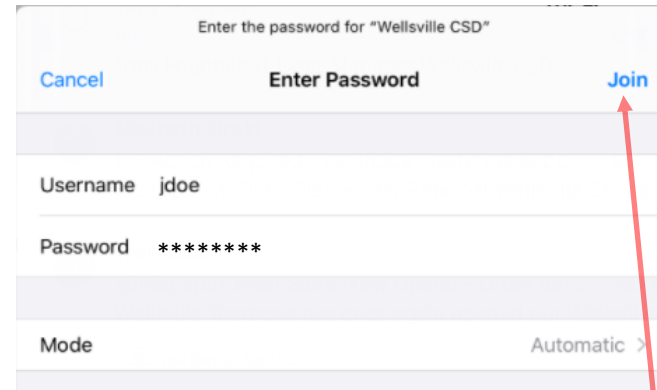 Enter the password for "Wellsville CSD"
Cancel Enter Password Join
Username jdoe
Password ********
Mode Automatic >